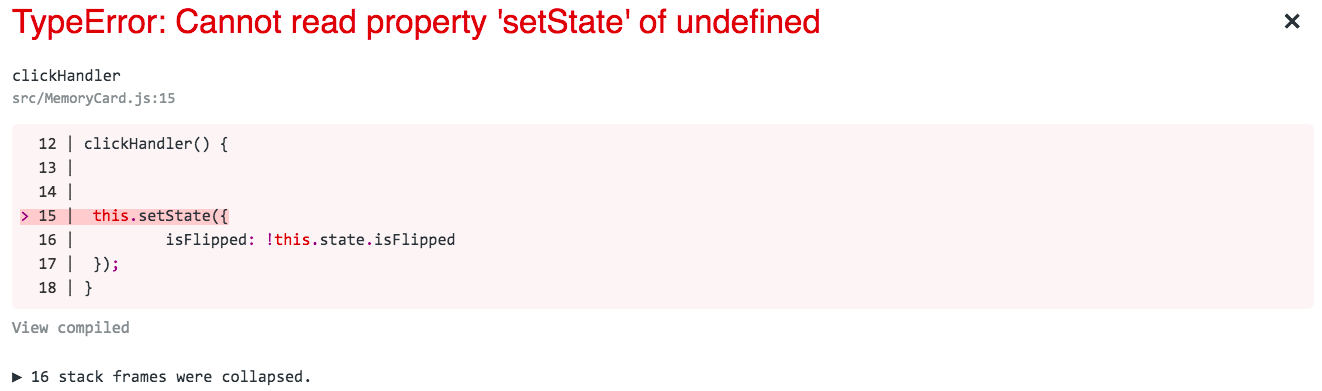 TypeError: Cannot read property 'setState' of undefined ×
clickHandler
src/MemoryCard.js:15
12 | clickHandler() {
13 |
14 |
> 15 | this.setState({
16 | isFlipped: !this.state.isFlipped
17 | });
18 | }
View compiled
▶ 16 stack frames were collapsed.